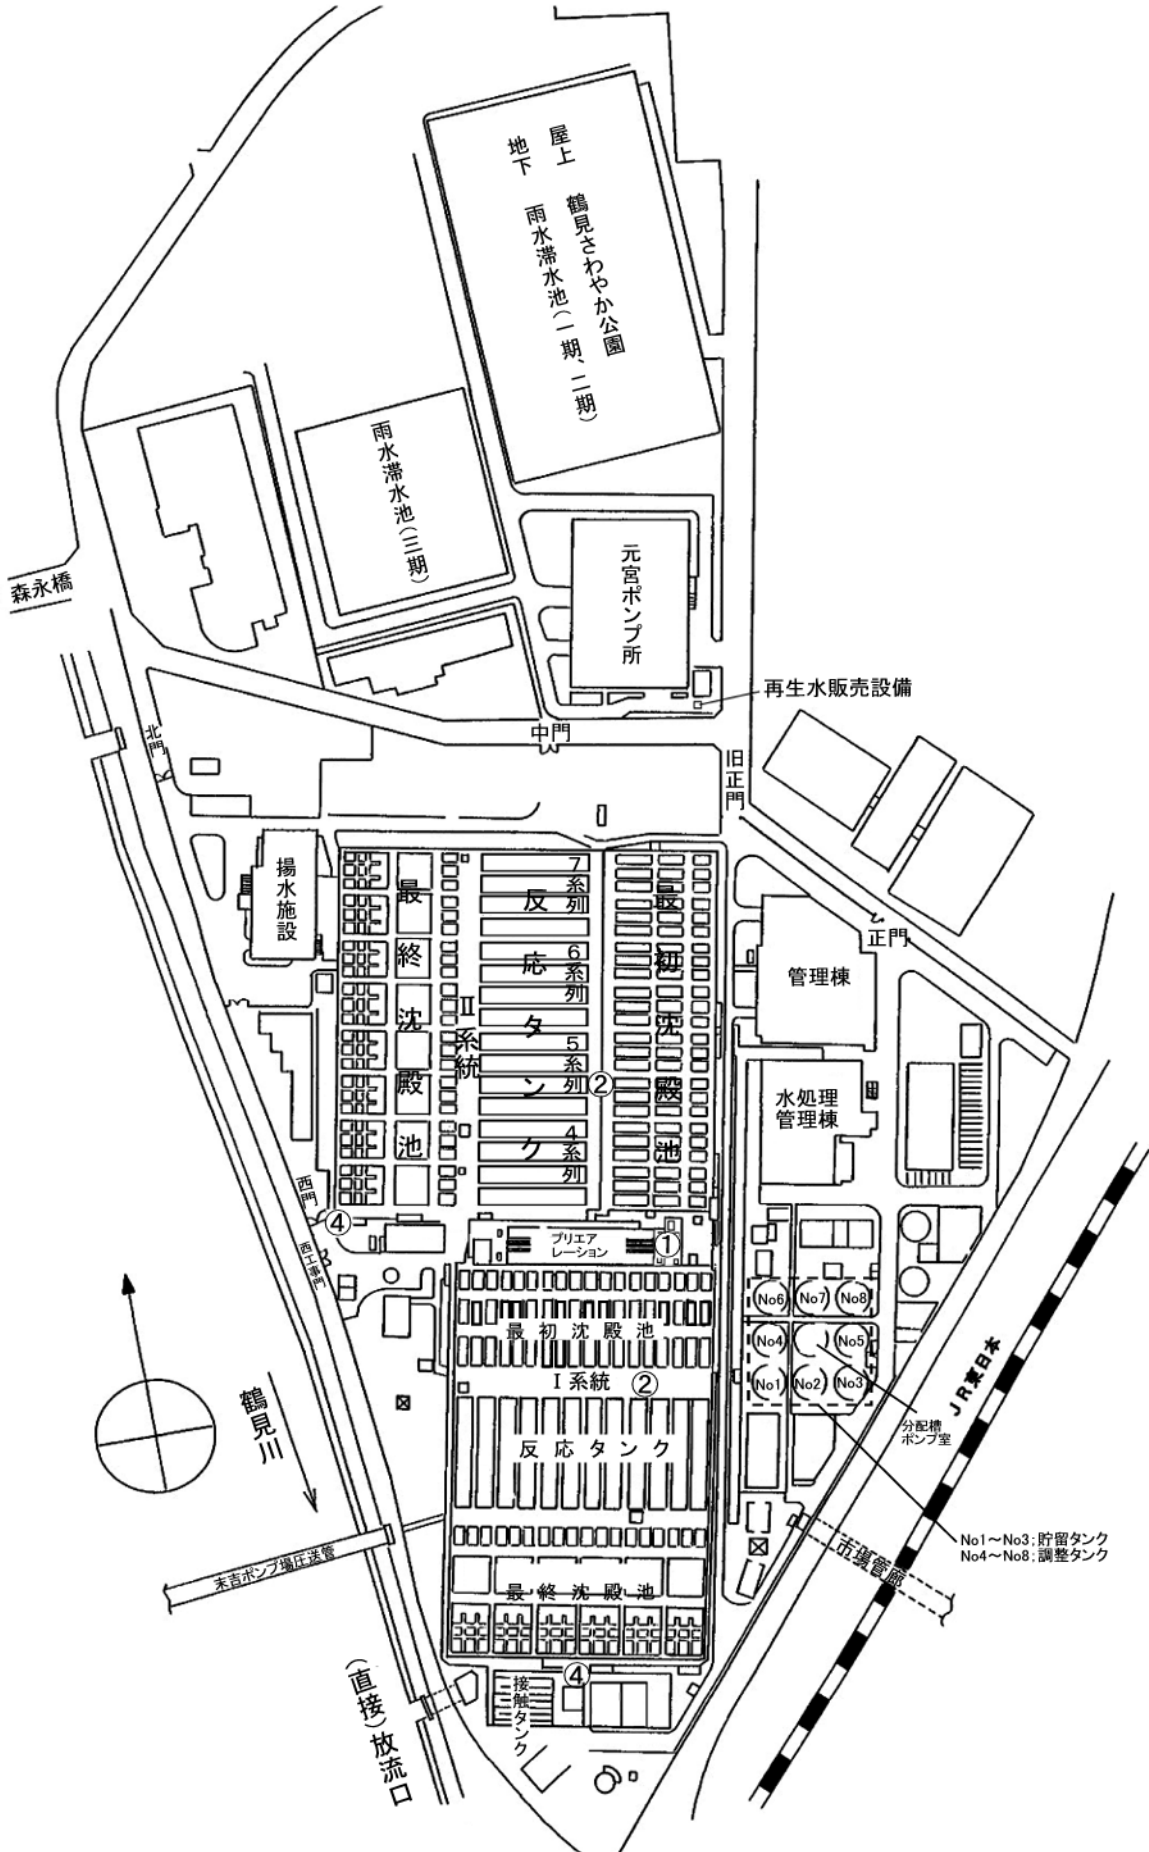 屋上 鶴見さわやか公園
地下 雨水滞水池(一期、二期)
雨水滞水池(三期)
元宮ポンプ所
森永橋
再生水販売設備
北門
中門
旧正門
揚水施設
最終沈殿池
Ⅱ系統
反応タンク
7系列
6系列
5系列
4系列
②
最初沈殿池
正門
管理棟
水処理
管理棟
西門
④
西工事門
プリエア
レーション
①
No6
No7
No8
No4
No5
No1
No2
No3
最初沈殿池
Ⅰ系統
②
反応タンク
分配槽
ポンプ室
JR東日本
鶴見川
No1～No3;貯留タンク
No4～No8;調整タンク
市場管廊
末吉ポンプ場圧送管
最終沈殿池
④
接触タンク
(直接)放流口